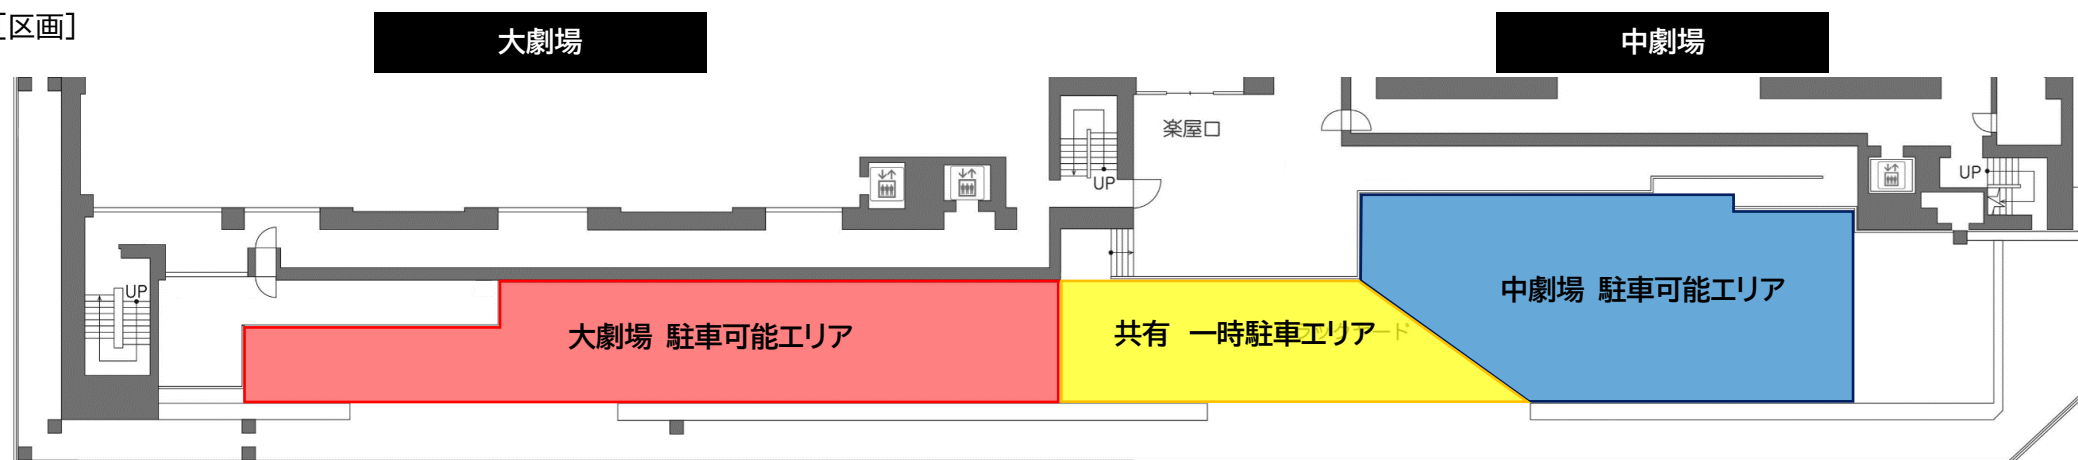 [区画]
大劇場
中劇場
楽屋口
UP
UP
UP
大劇場 駐車可能エリア
共有 一時駐車エリア
中劇場 駐車可能エリア